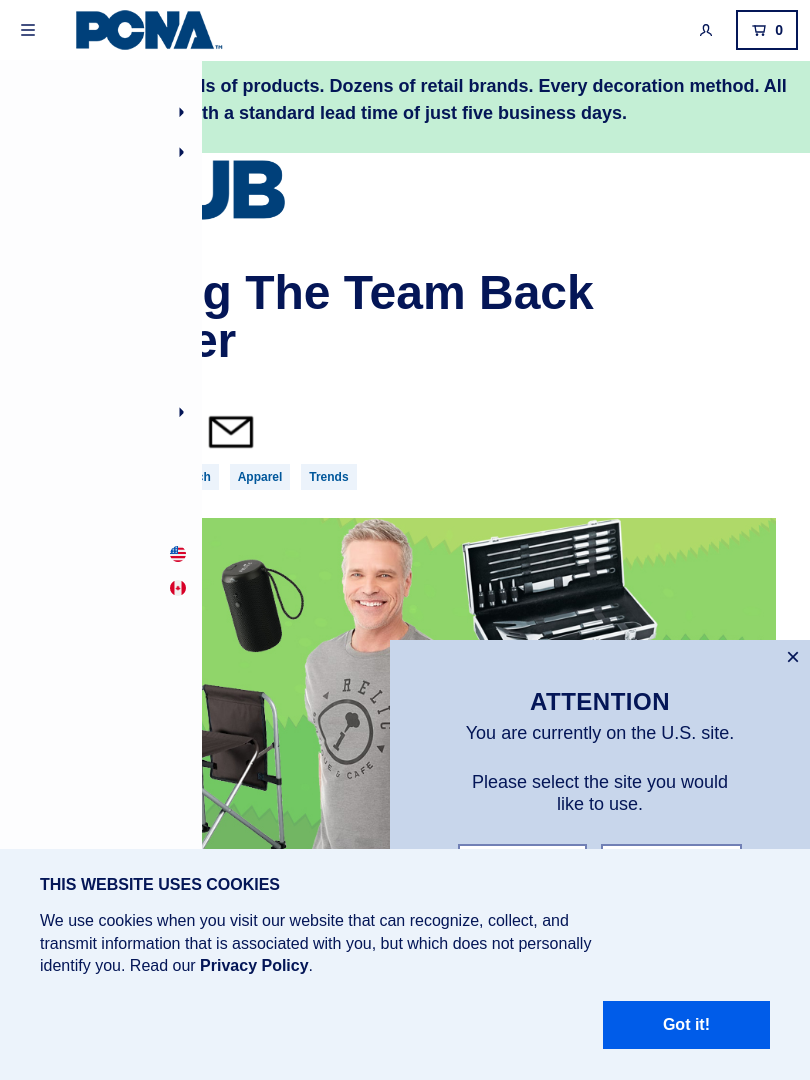 PCNA™
0
of products. Dozens of retail brands. Every decoration method. All
a standard lead time of just five business days.
UB
The Team Back
Apparel
Trends
RELIC
& CAFE
×
ATTENTION
You are currently on the U.S. site.
Please select the site you would
like to use.
THIS WEBSITE USES COOKIES
We use cookies when you visit our website that can recognize, collect, and
transmit information that is associated with you, but which does not personally
identify you. Read our Privacy Policy.
Got it!